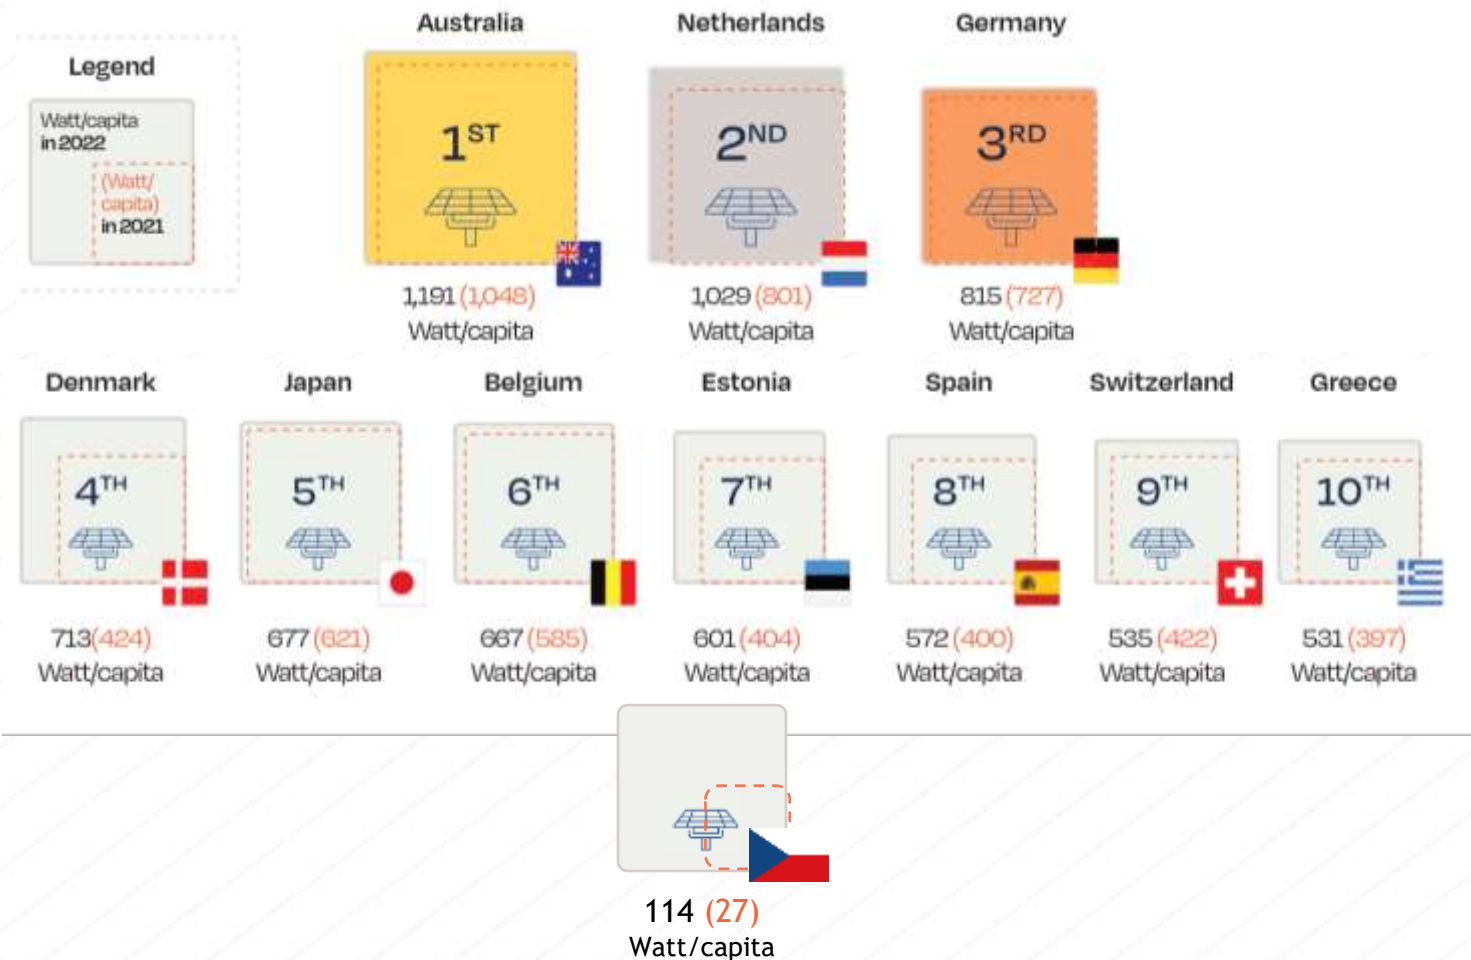 Legend
Watt/capita
in 2022
(Watt/
capita)
in 2021
Australia
1ST
1,191 (1,048)
Watt/capita
Netherlands
2ND
1,029 (801)
Watt/capita
Germany
3RD
815 (727)
Watt/capita
Denmark
4TH
713(424)
Watt/capita
Japan
5TH
677 (621)
Watt/capita
Belgium
6TH
667 (585)
Watt/capita
Estonia
7TH
601 (404)
Watt/capita
Spain
8TH
572 (400)
Watt/capita
Switzerland
9TH
535 (422)
Watt/capita
Greece
10TH
531 (397)
Watt/capita
114 (27)
Watt/capita